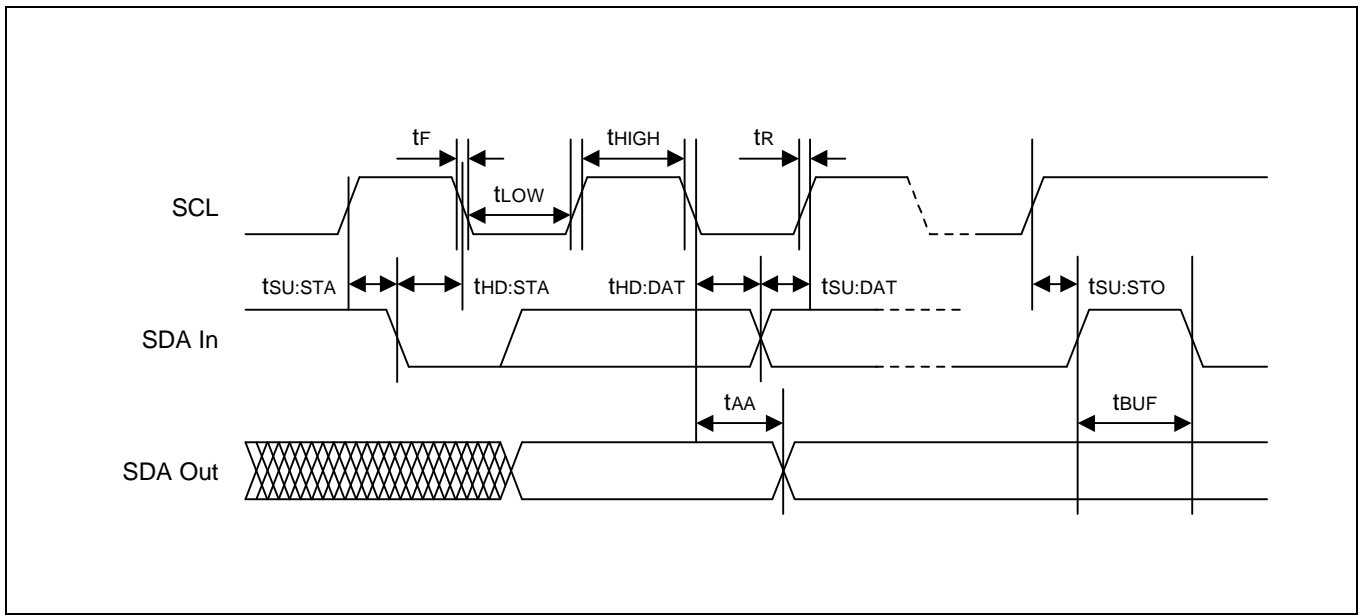 tF
tHIGH
tR
SCL
tLOW
tSU:STA
tHD:STA
tHD:DAT
tSU:DAT
tSU:STO
SDA In
tAA
tBUF
SDA Out